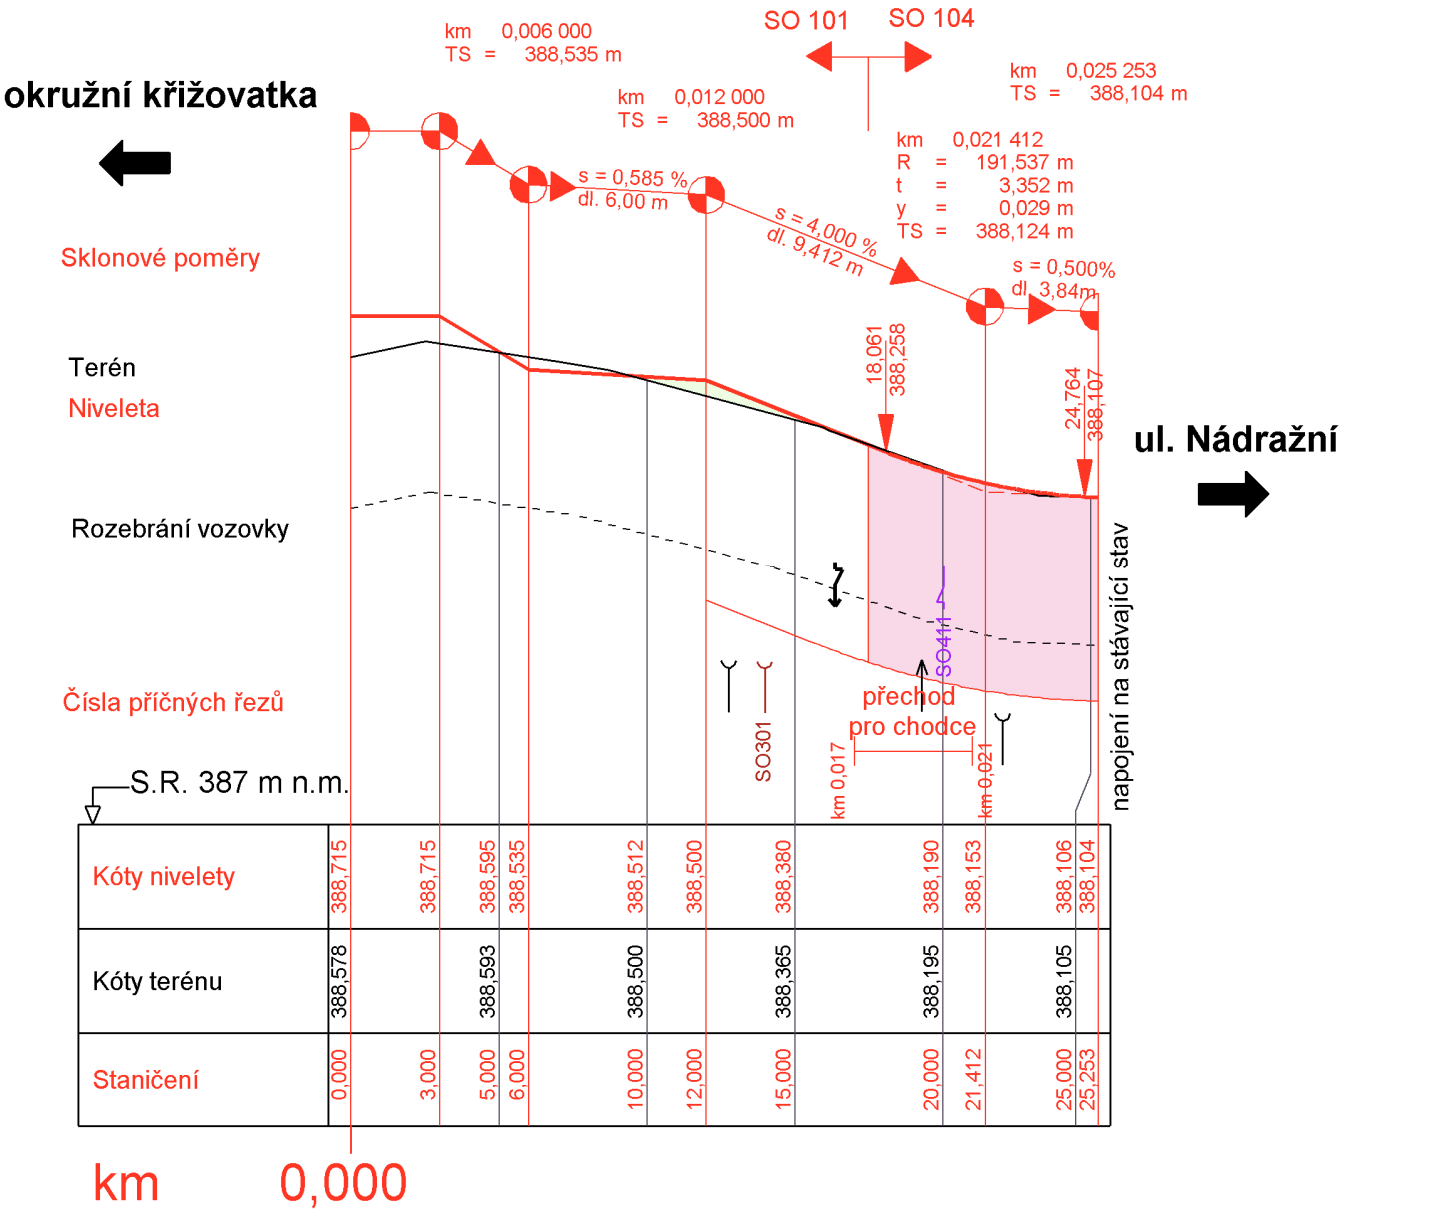 SO 101
SO 104
km 0,006 000
TS = 388,535 m
km 0,012 000
TS = 388,500 m
km 0,025 253
TS = 388,104 m
km 0,021 412
R = 191,537 m
t = 3,352 m
y = 0,029 m
TS = 388,124 m
okružní křižovatka
s = 0,585 %
dl. 6,00 m
s = 4,000 %
dl. 9,412 m
s = 0,500%
dl. 3,84m
Sklonové poměry
Terén
Niveleta
18,061
388,258
24,764
388,107
ul. Nádražní
Rozebrání vozovky
SO411
napojení na stávající stav
Čísla příčných řezů
přechod
pro chodce
SO301
km 0,017
km 0,021
S.R. 387 m n.m.
Kóty nivelety
388,715
388,715
388,595
388,535
388,512
388,500
388,380
388,190
388,153
388,106
388,104
Kóty terénu
388,578
388,593
388,500
388,365
388,195
388,105
Staničení
0,000
3,000
5,000
6,000
10,000
12,000
15,000
20,000
21,412
25,000
25,253
km 0,000